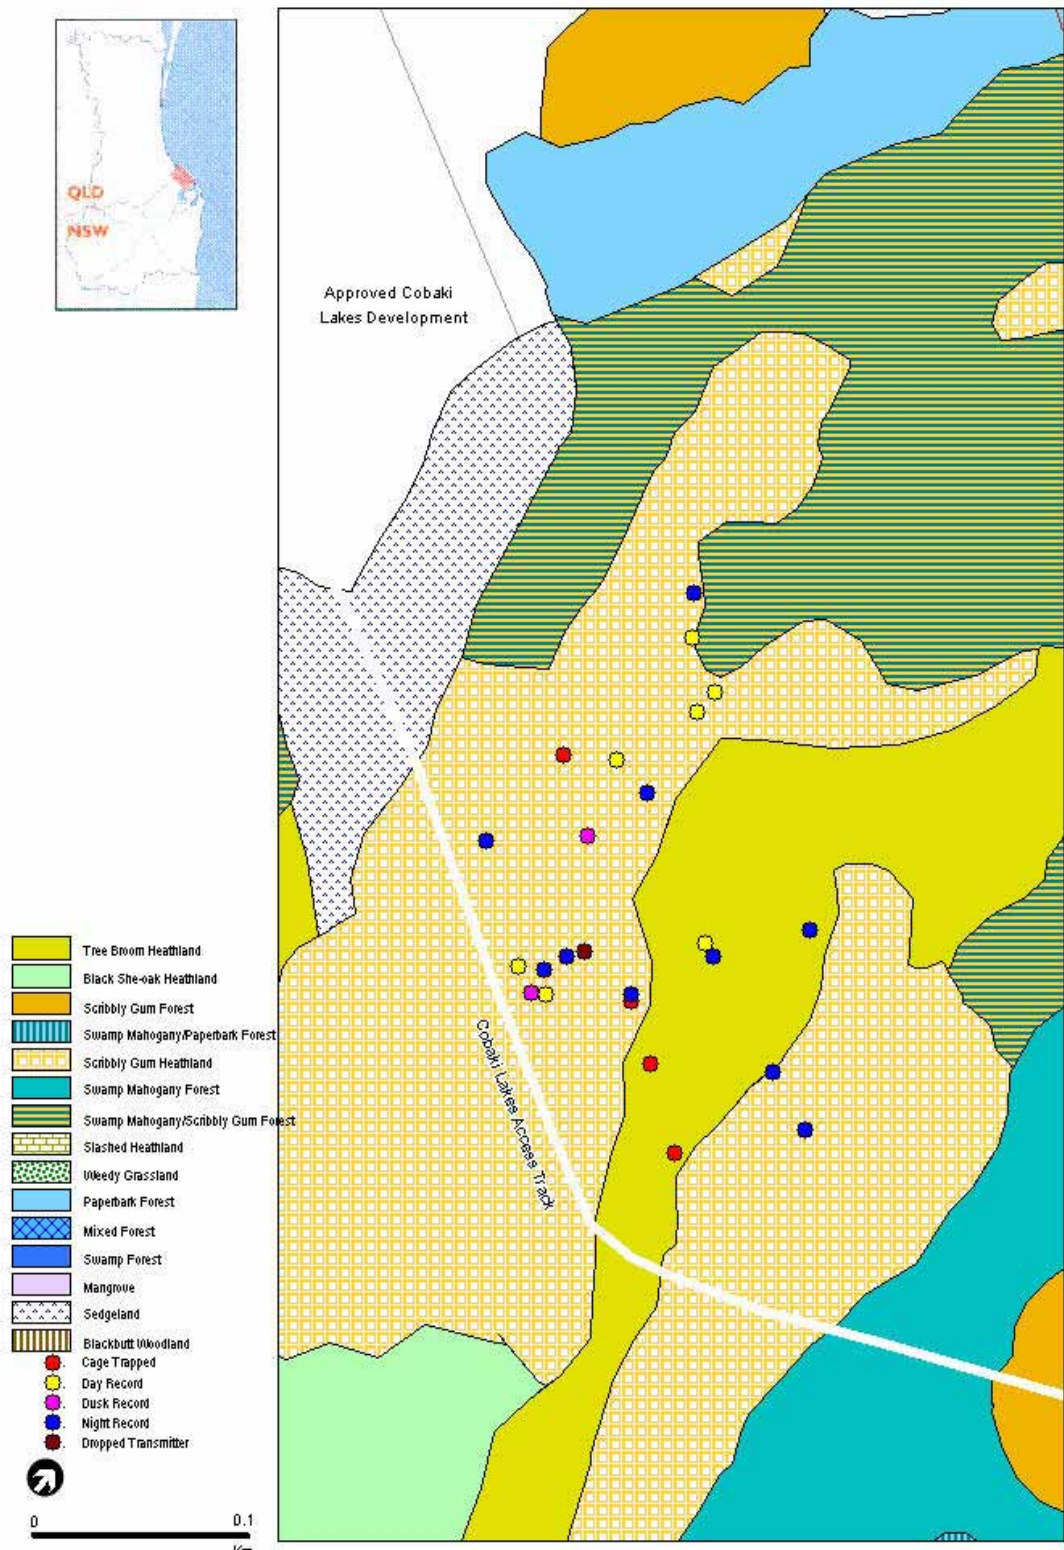 QLD
NSW
Approved Cobaki
Lakes Development
Cobaki Lakes Access Track
Tree Broom Heathland
Black She-oak Heathland
Scribbly Gum Forest
Swamp Mahogany/Paperbark Forest
Scribbly Gum Heathland
Swamp Mahogany Forest
Swamp Mahogany/Scribbly Gum Forest
Slashed Heathland
Weedy Grassland
Paperbark Forest
Mixed Forest
Swamp Forest
Mangrove
Sedgeland
Blackbutt Woodland
Cage Trapped
Day Record
Dusk Record
Night Record
Dropped Transmitter
0 0.1
Km